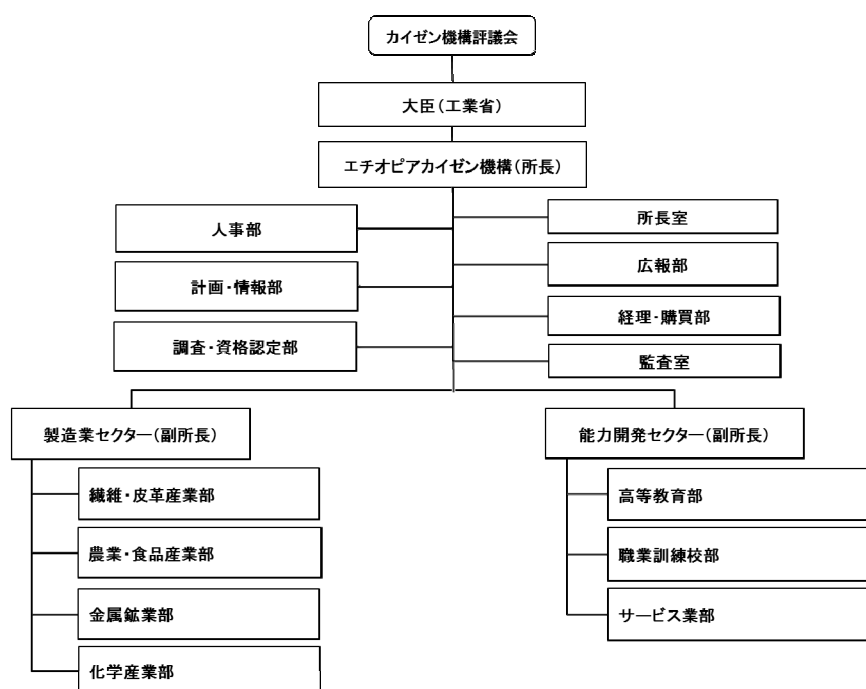 カイゼン機構評議会
大臣（工業省）
エチオピアカイゼン機構（所長）
人事部
所長室
計画・情報部
広報部
調査・資格認定部
経理・購買部
監査室
製造業セクター（副所長）
能力開発セクター（副所長）
繊維・皮革産業部
高等教育部
農業・食品産業部
職業訓練校部
金属鉱業部
サービス業部
化学産業部